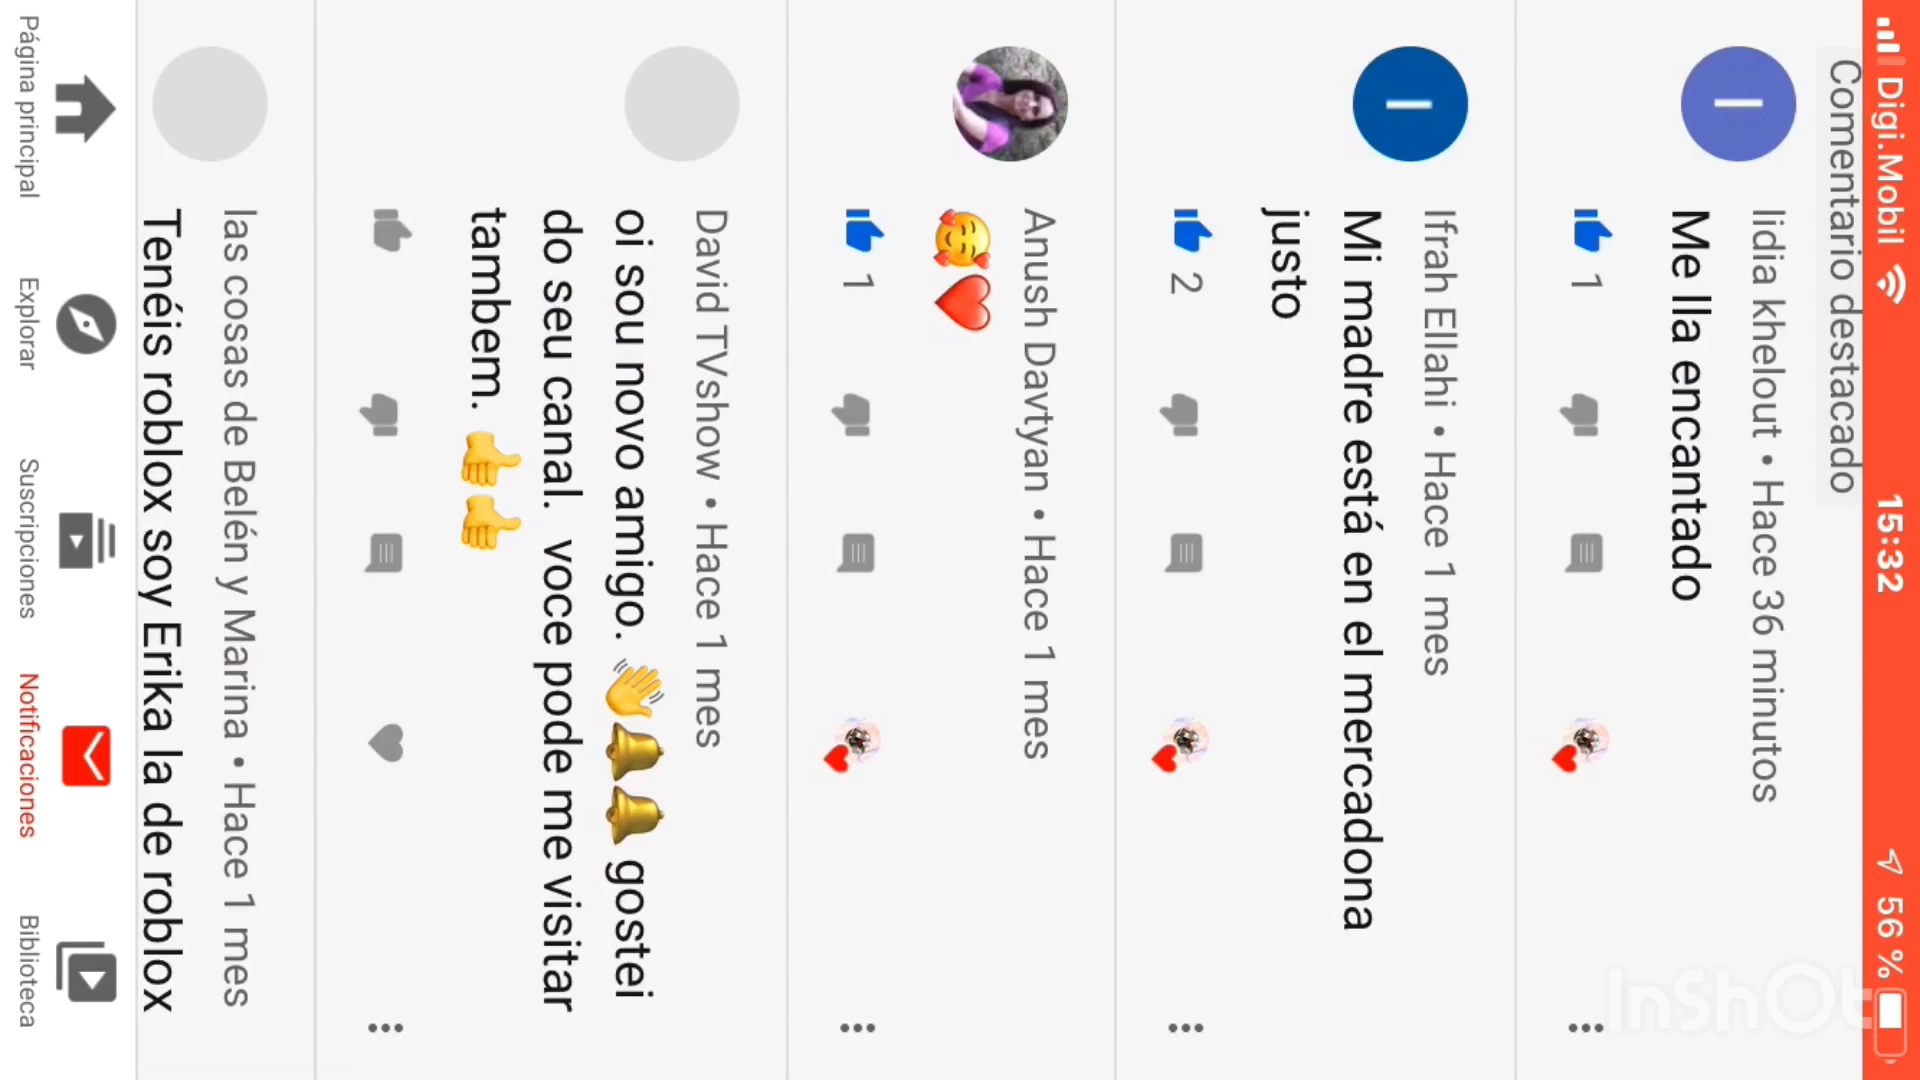 Digi.Mobil 15:32 56 %
Comentario destacado
lidia khelout • Hace 36 minutos
Me lla encantado
1
Ifrah Ellahi • Hace 1 mes
Mi madre está en el mercadona
justo
2
Anush Davtyan • Hace 1 mes
🥰❤️
1
David TVshow • Hace 1 mes
oi sou novo amigo. 👋🔔🔔 gostei
do seu canal. voce pode me visitar
tambem. 👍👍
las cosas de Belén y Marina • Hace 1 mes
Tenéis roblox soy Erika la de roblox
Página principal Explorar Suscripciones Notificaciones Biblioteca
InShOt